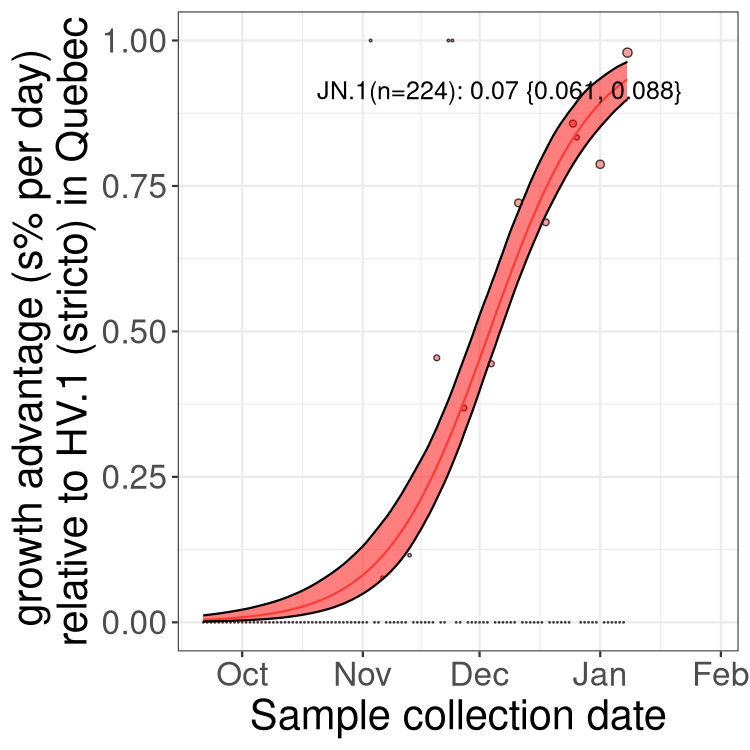 growth advantage (s% per day)
relative to HV.1 (stricto) in Quebec
1.00
0.75
0.50
0.25
0.00
JN.1(n=224): 0.07 {0.061, 0.088}
Oct
Nov
Dec
Jan
Feb
Sample collection date